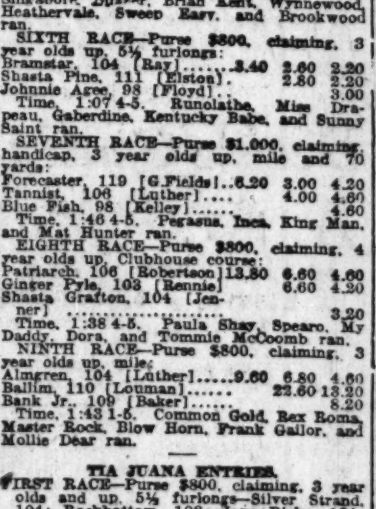 Brian Kent, Wynnewood,
Heathervale, Sweep Easy, and Brookwood
ran.
SIXTH RACE—Purse $800, claiming, 3
year olds up, 5½ furlongs:
Bramstar, 104 [Ray].......3.40 2.60 2.20
Shasta Pine, 111 [Elston]. 2.80 2.20
Johnnie Agee, 98 [Floyd].. 3.00
Time, 1:07 4-5. Runolathe, Miss Dra-
peau, Gaberdine, Kentucky Babe, and Sunny
Saint ran.
SEVENTH RACE—Purse $1,000, claiming,
handicap, 3 year olds up, mile and 70
yards:
Forecaster, 119 [G.Fields]..6.20 3.00 4.20
Tannist, 106 [Luther]..... 4.00 4.60
Blue Fish, 98 [Kelley]..... 4.60
Time, 1:46 4-5. Pegasus, Inca, King Man,
and Mat Hunter ran.
EIGHTH RACE—Purse $800, claiming, 4
year olds up, Clubhouse course:
Patriarch, 106 [Robertson]13.80 6.60 4.60
Ginger Pyle, 103 [Rennie] 6.60 4.20
Shasta Grafton, 104 [Jen-
ner] .................... 3.20
Time, 1:38 4-5. Paula Shay, Spearo, My
Daddy, Dora, and Tommie McCoomb ran.
NINTH RACE—Purse $800, claiming, 3
year olds up, mile:
Almgren, 104 [Luther].....9.60 6.80 4.60
Ballim, 110 [Louman]...... 22.60 13.20
Bank Jr., 109 [Baker]...... 8.20
Time, 1:43 1-5. Common Gold, Rex Roma,
Master Rock, Blow Horn, Frank Gailor, and
Mollie Dear ran.
TIA JUANA ENTRIES.
FIRST RACE—Purse $800, claiming, 3 year
olds and up, 5½ furlongs—Silver Strand,